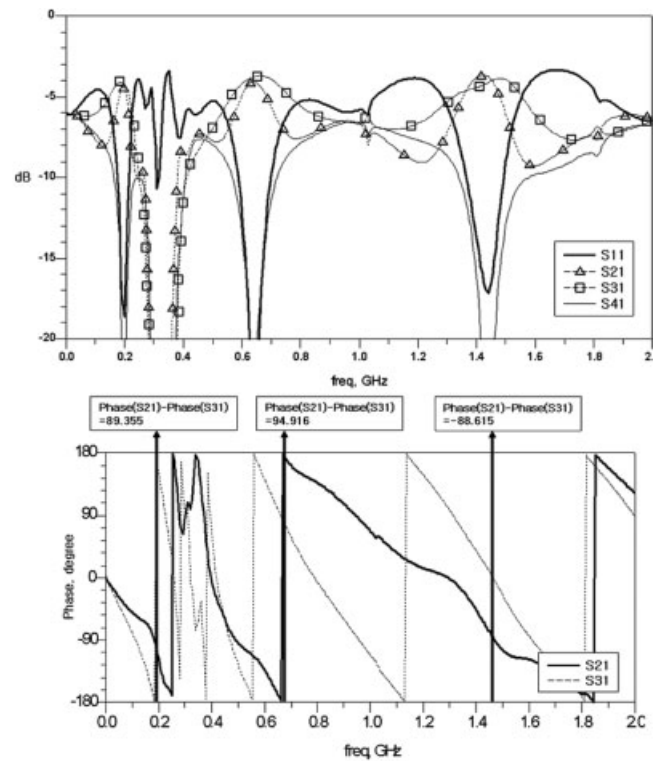 0
-5
-10
dB
-15
-20
S11
S21
S31
S41
0.0 0.2 0.4 0.6 0.8 1.0 1.2 1.4 1.6 1.8 2.0
freq, GHz
Phase(S21)-Phase(S31)
=89.355
Phase(S21)-Phase(S31)
=94.916
Phase(S21)-Phase(S31)
=-88.615
180
90
0
-90
-180
Phase, degree
S21
S31
0.0 0.2 0.4 0.6 0.8 1.0 1.2 1.4 1.6 1.8 2.0
freq, GHz